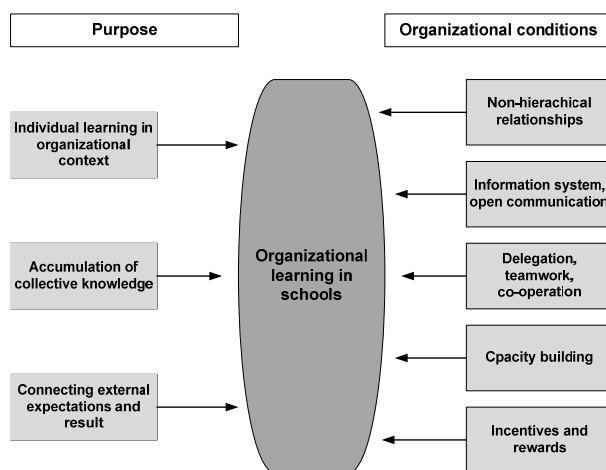 Purpose
Organizational conditions
Individual learning in
organizational
context
Accumulation of
collective knowledge
Connecting external
expectations and
result
Organizational
learning in
schools
Non-hierachical
relationships
Information system,
open communication
Delegation,
teamwork,
co-operation
Cpacity building
Incentives and
rewards